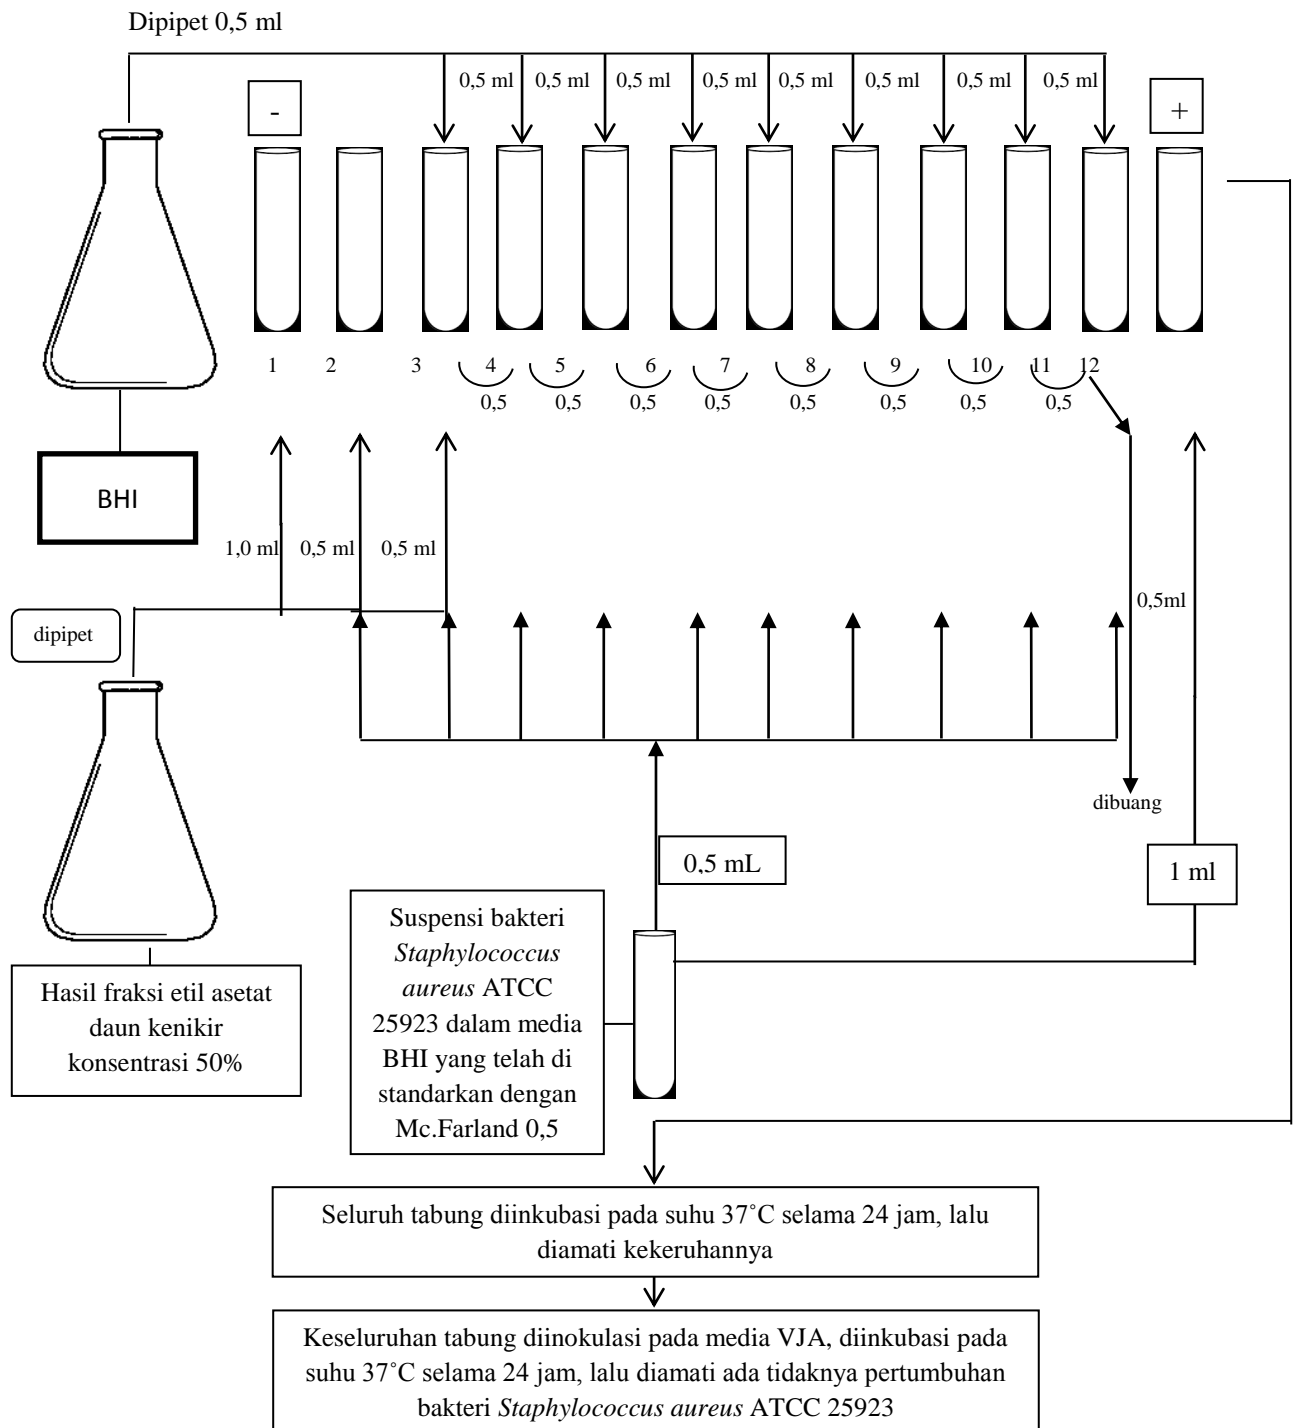 Dipipet 0,5 ml
0,5 ml 0,5 ml 0,5 ml 0,5 ml 0,5 ml 0,5 ml 0,5 ml 0,5 ml
- +
1 2 3 4 5 6 7 8 9 10 11 12
0,5 0,5 0,5 0,5 0,5 0,5 0,5 0,5
BHI
1,0 ml 0,5 ml 0,5 ml
0,5ml
dipipet
dibuang
0,5 mL
1 ml
Suspensi bakteri
Staphylococcus
aureus ATCC
25923 dalam media
BHI yang telah di
standarkan dengan
Mc.Farland 0,5
Hasil fraksi etil asetat
daun kenikir
konsentrasi 50%
Seluruh tabung diinkubasi pada suhu 37˚C selama 24 jam, lalu
diamati kekeruhannya
Keseluruhan tabung diinokulasi pada media VJA, diinkubasi pada
suhu 37˚C selama 24 jam, lalu diamati ada tidaknya pertumbuhan
bakteri Staphylococcus aureus ATCC 25923